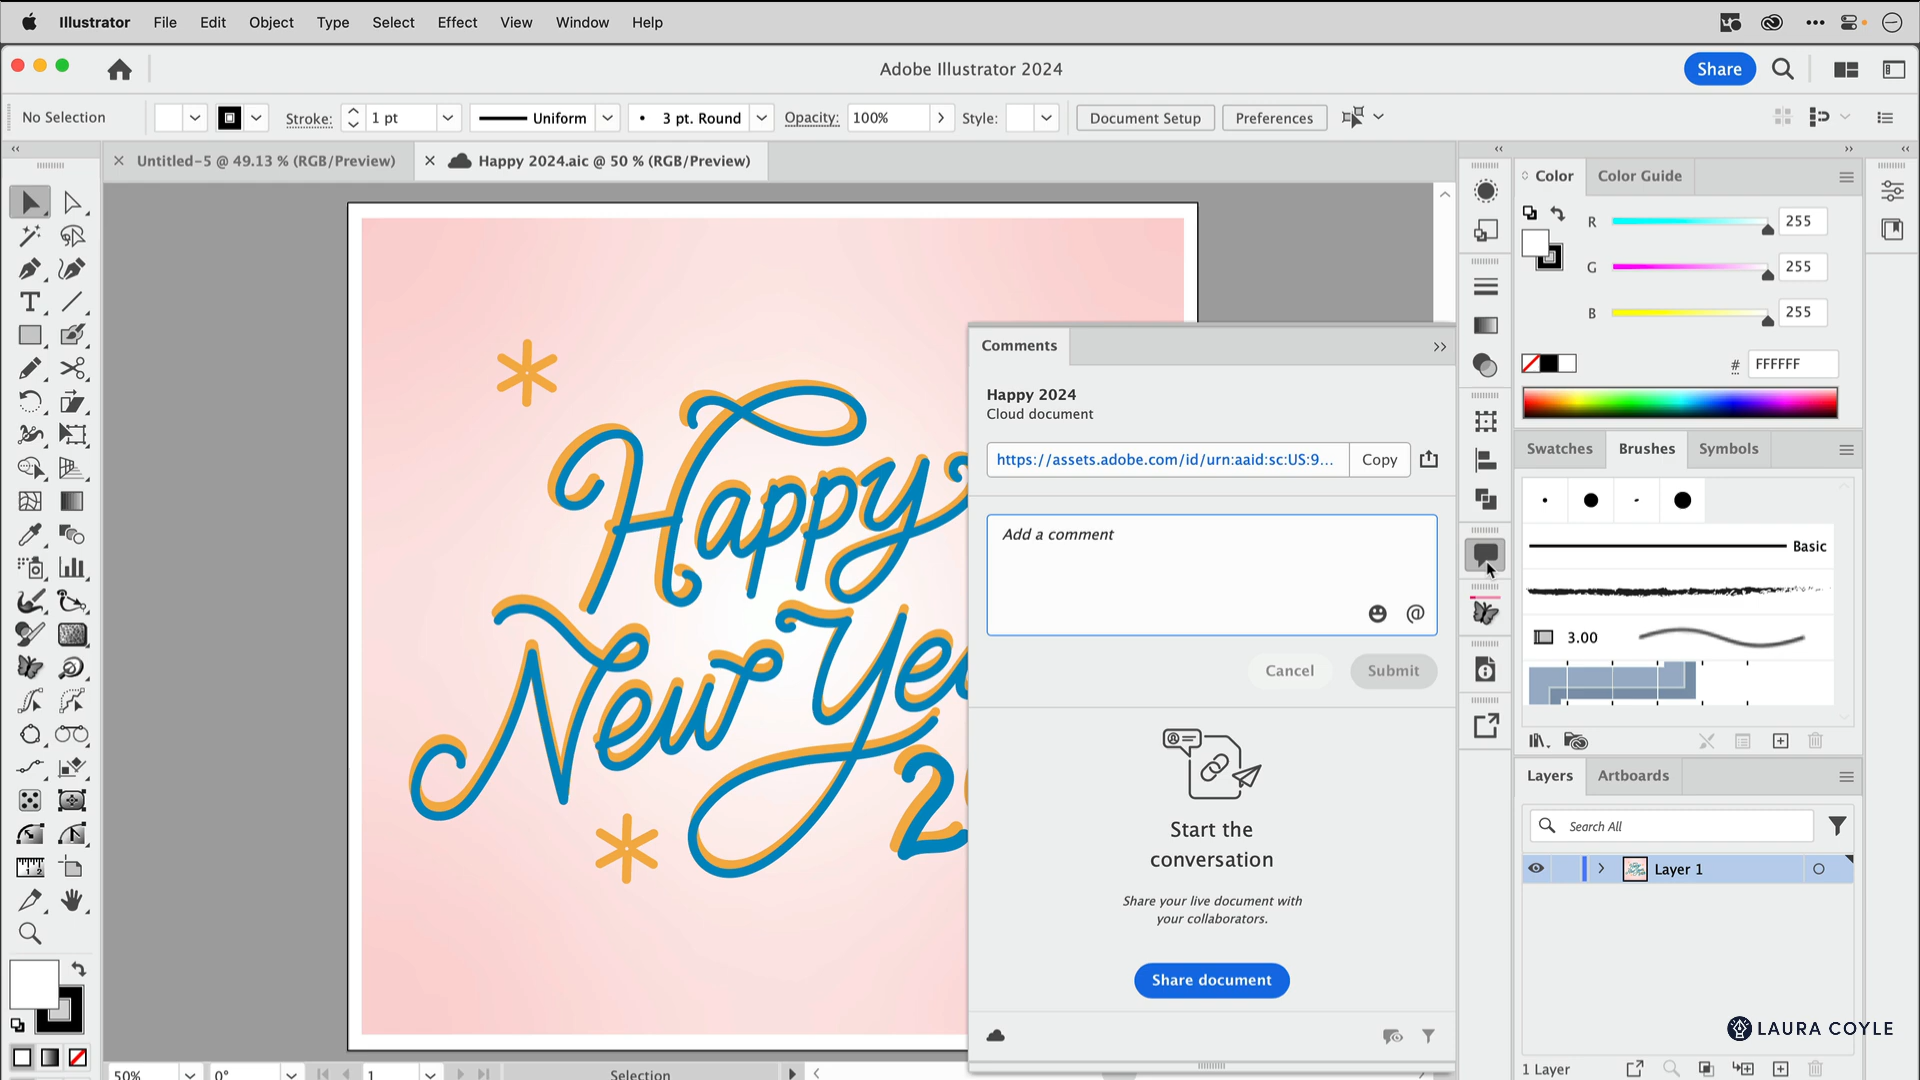 Illustrator File Edit Object Type Select Effect View Window Help
Adobe Illustrator 2024
Share
No Selection
Stroke:
1 pt
Uniform
3 pt. Round
Opacity:
100%
Style:
Document Setup
Preferences
Untitled-5 @ 49.13 % (RGB/Preview)
Happy 2024.aic @ 50 % (RGB/Preview)
Happy
New Yea
2
Comments
Happy 2024
Cloud document
https://assets.adobe.com/id/urn:aaid:sc:US:9...
Copy
Add a comment
@
Cancel
Submit
Start the
conversation
Share your live document with
your collaborators.
Share document
Color
Color Guide
R
255
G
255
B
255
#
FFFFFF
Swatches
Brushes
Symbols
Basic
3.00
Layers
Artboards
Search All
Layer 1
LAURA COYLE
1 Layer
50%
0°
1
Selection